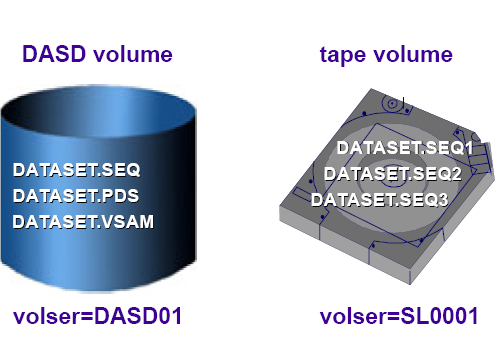 DASD volume
tape volume
DATASET.SEQ
DATASET.PDS
DATASET.VSAM
DATASET.SEQ1
DATASET.SEQ2
DATASET.SEQ3
volser=DASD01
volser=SL0001